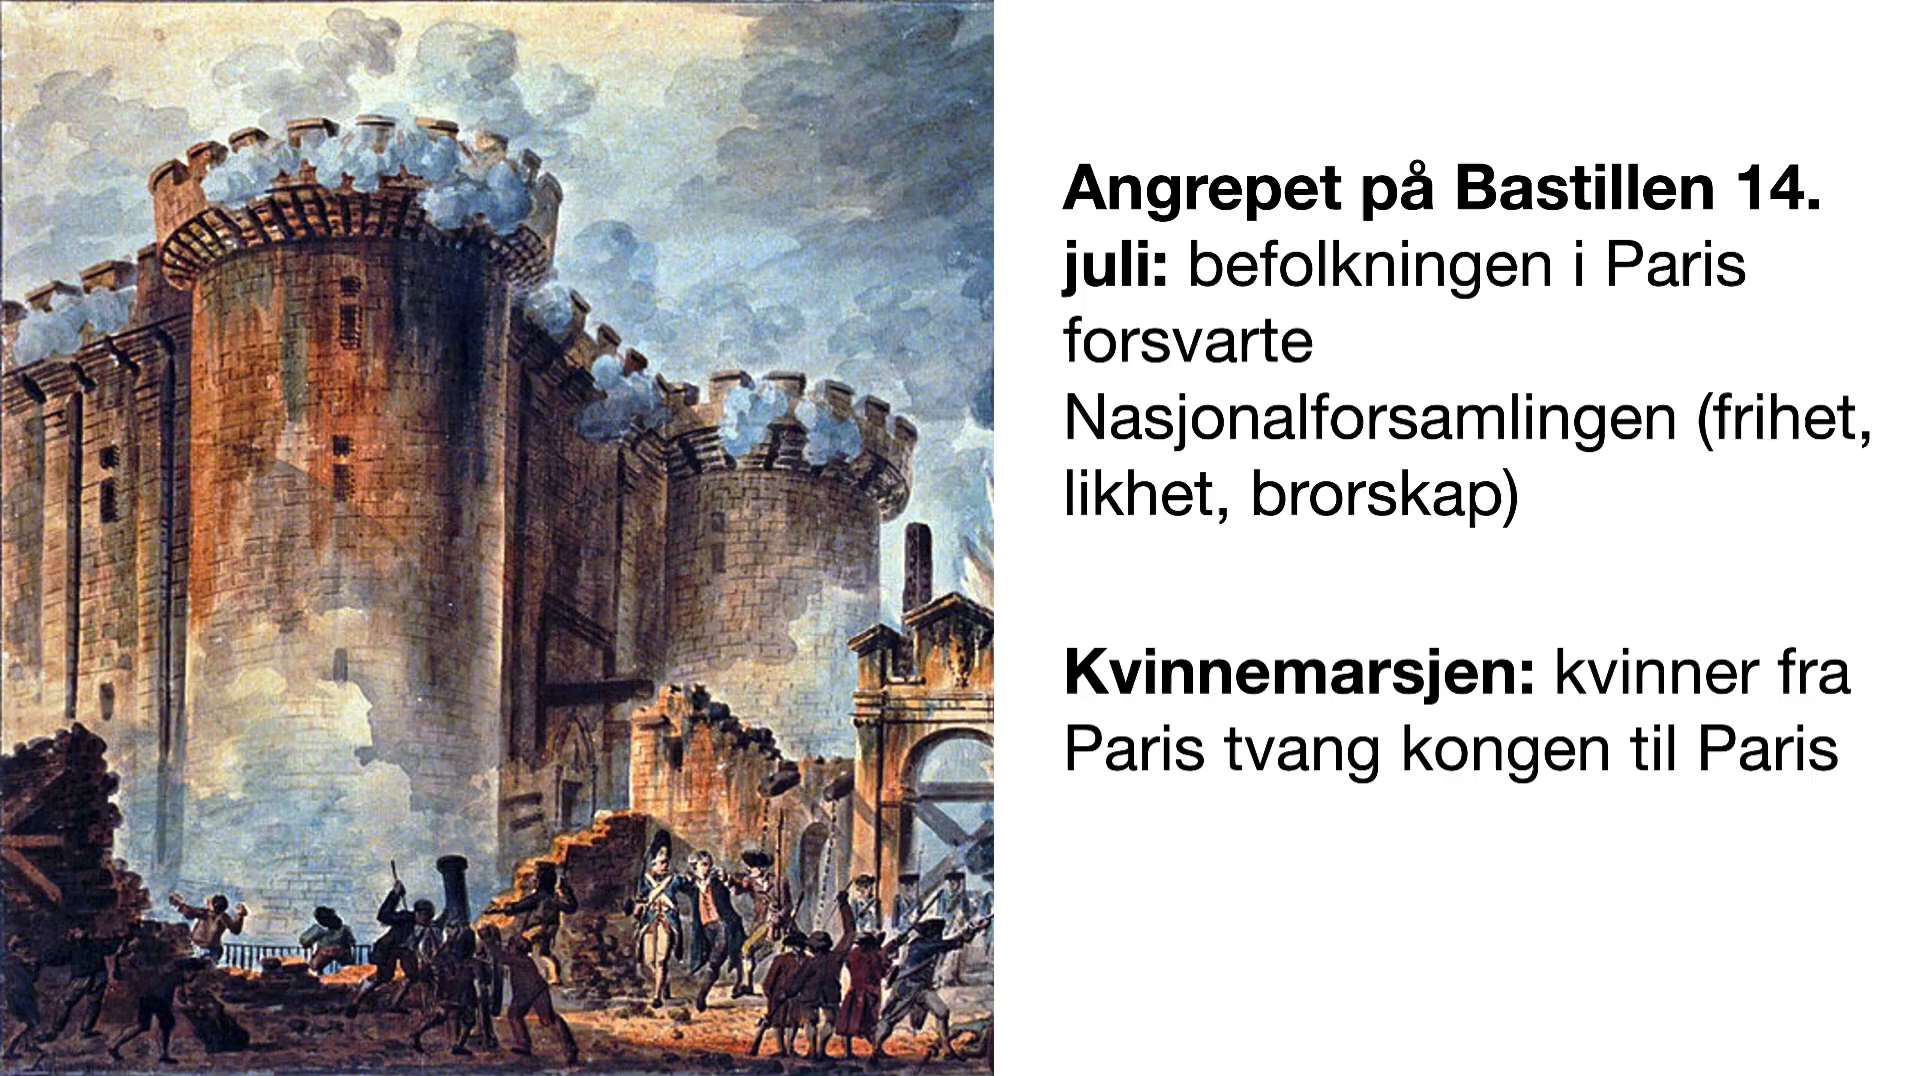 Angrepet på Bastillen 14.
juli: befolkningen i Paris
forsvarte
Nasjonalforsamlingen (frihet,
likhet, brorskap)
Kvinnemarsjen: kvinner fra
Paris tvang kongen til Paris